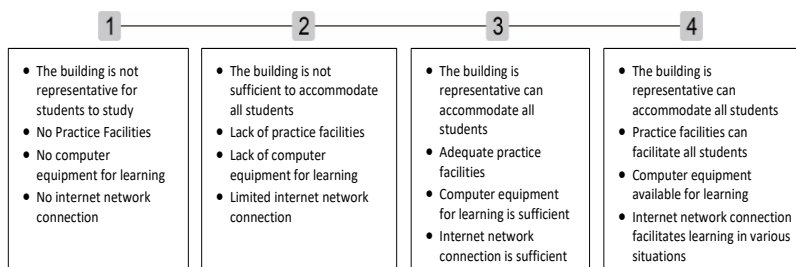 1
2
3
4
• The building is not
representative for
students to study
• No Practice Facilities
• No computer
equipment for learning
• No internet network
connection
• The building is not
sufficient to accommodate
all students
• Lack of practice facilities
• Lack of computer
equipment for learning
• Limited internet network
connection
• The building is
representative can
accommodate all
students
• Adequate practice
facilities
• Computer equipment
for learning is sufficient
• Internet network
connection is sufficient
• The building is
representative can
accommodate all students
• Practice facilities can
facilitate all students
• Computer equipment
available for learning
• Internet network connection
facilitates learning in various
situations